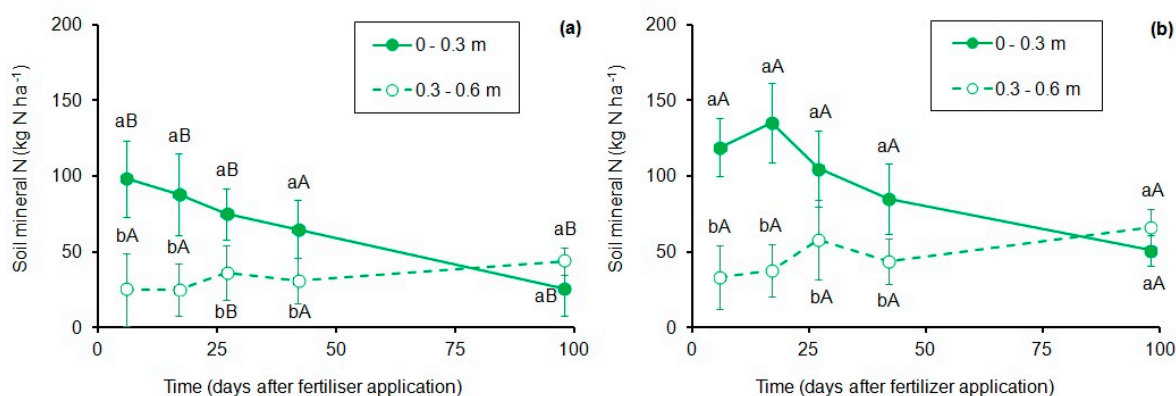 200
150
100
50
0
Soil mineral N (kg N ha⁻¹)
0 - 0.3 m
0.3 - 0.6 m
(a)
aB
aB
aB
aA
aB
bA
bA
bB
bA
aB
0
25
50
75
100
Time (days after fertiliser application)
200
150
100
50
0
Soil mineral N (kg N ha⁻¹)
0 - 0.3 m
0.3 - 0.6 m
(b)
aA
aA
aA
aA
aA
bA
bA
bA
bA
aA
0
25
50
75
100
Time (days after fertilizer application)